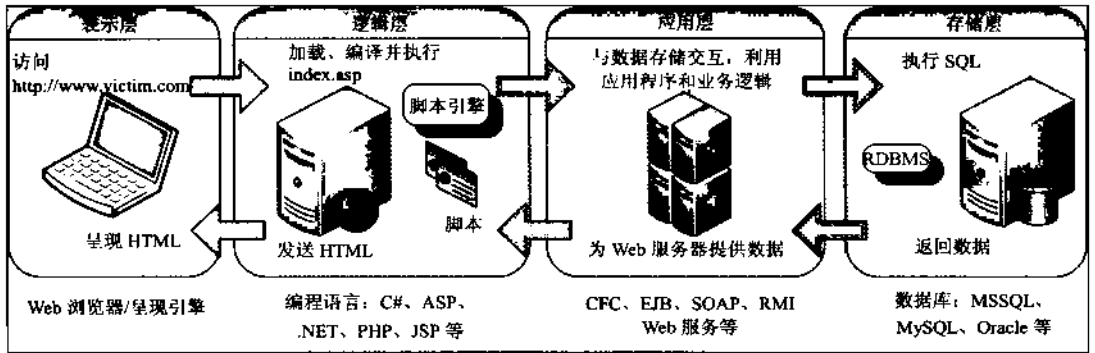 表示层
访问
http://www.victim.com
呈现 HTML
Web 浏览器/呈现引擎
逻辑层
加载、编译并执行
index.asp
脚本引擎
脚本
发送 HTML
编程语言：C#、ASP、
.NET、PHP、JSP 等
应用层
与数据存储交互，利用
应用程序和业务逻辑
为 Web 服务器提供数据
CFC、EJB、SOAP、RMI
Web 服务等
存储层
执行 SQL
RDBMS
返回数据
数据库：MSSQL、
MySQL、Oracle 等